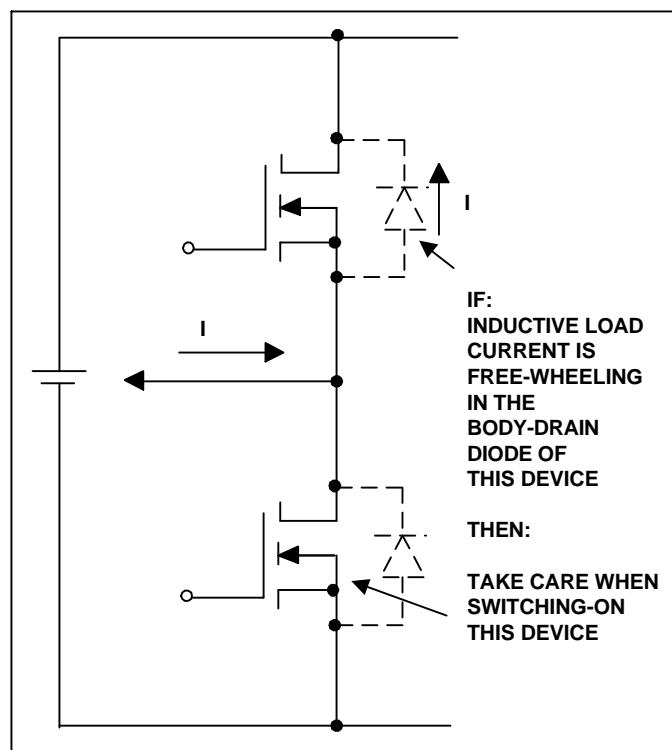 I
I
IF:
INDUCTIVE LOAD
CURRENT IS
FREE-WHEELING
IN THE
BODY-DRAIN
DIODE OF
THIS DEVICE
THEN:
TAKE CARE WHEN
SWITCHING-ON
THIS DEVICE